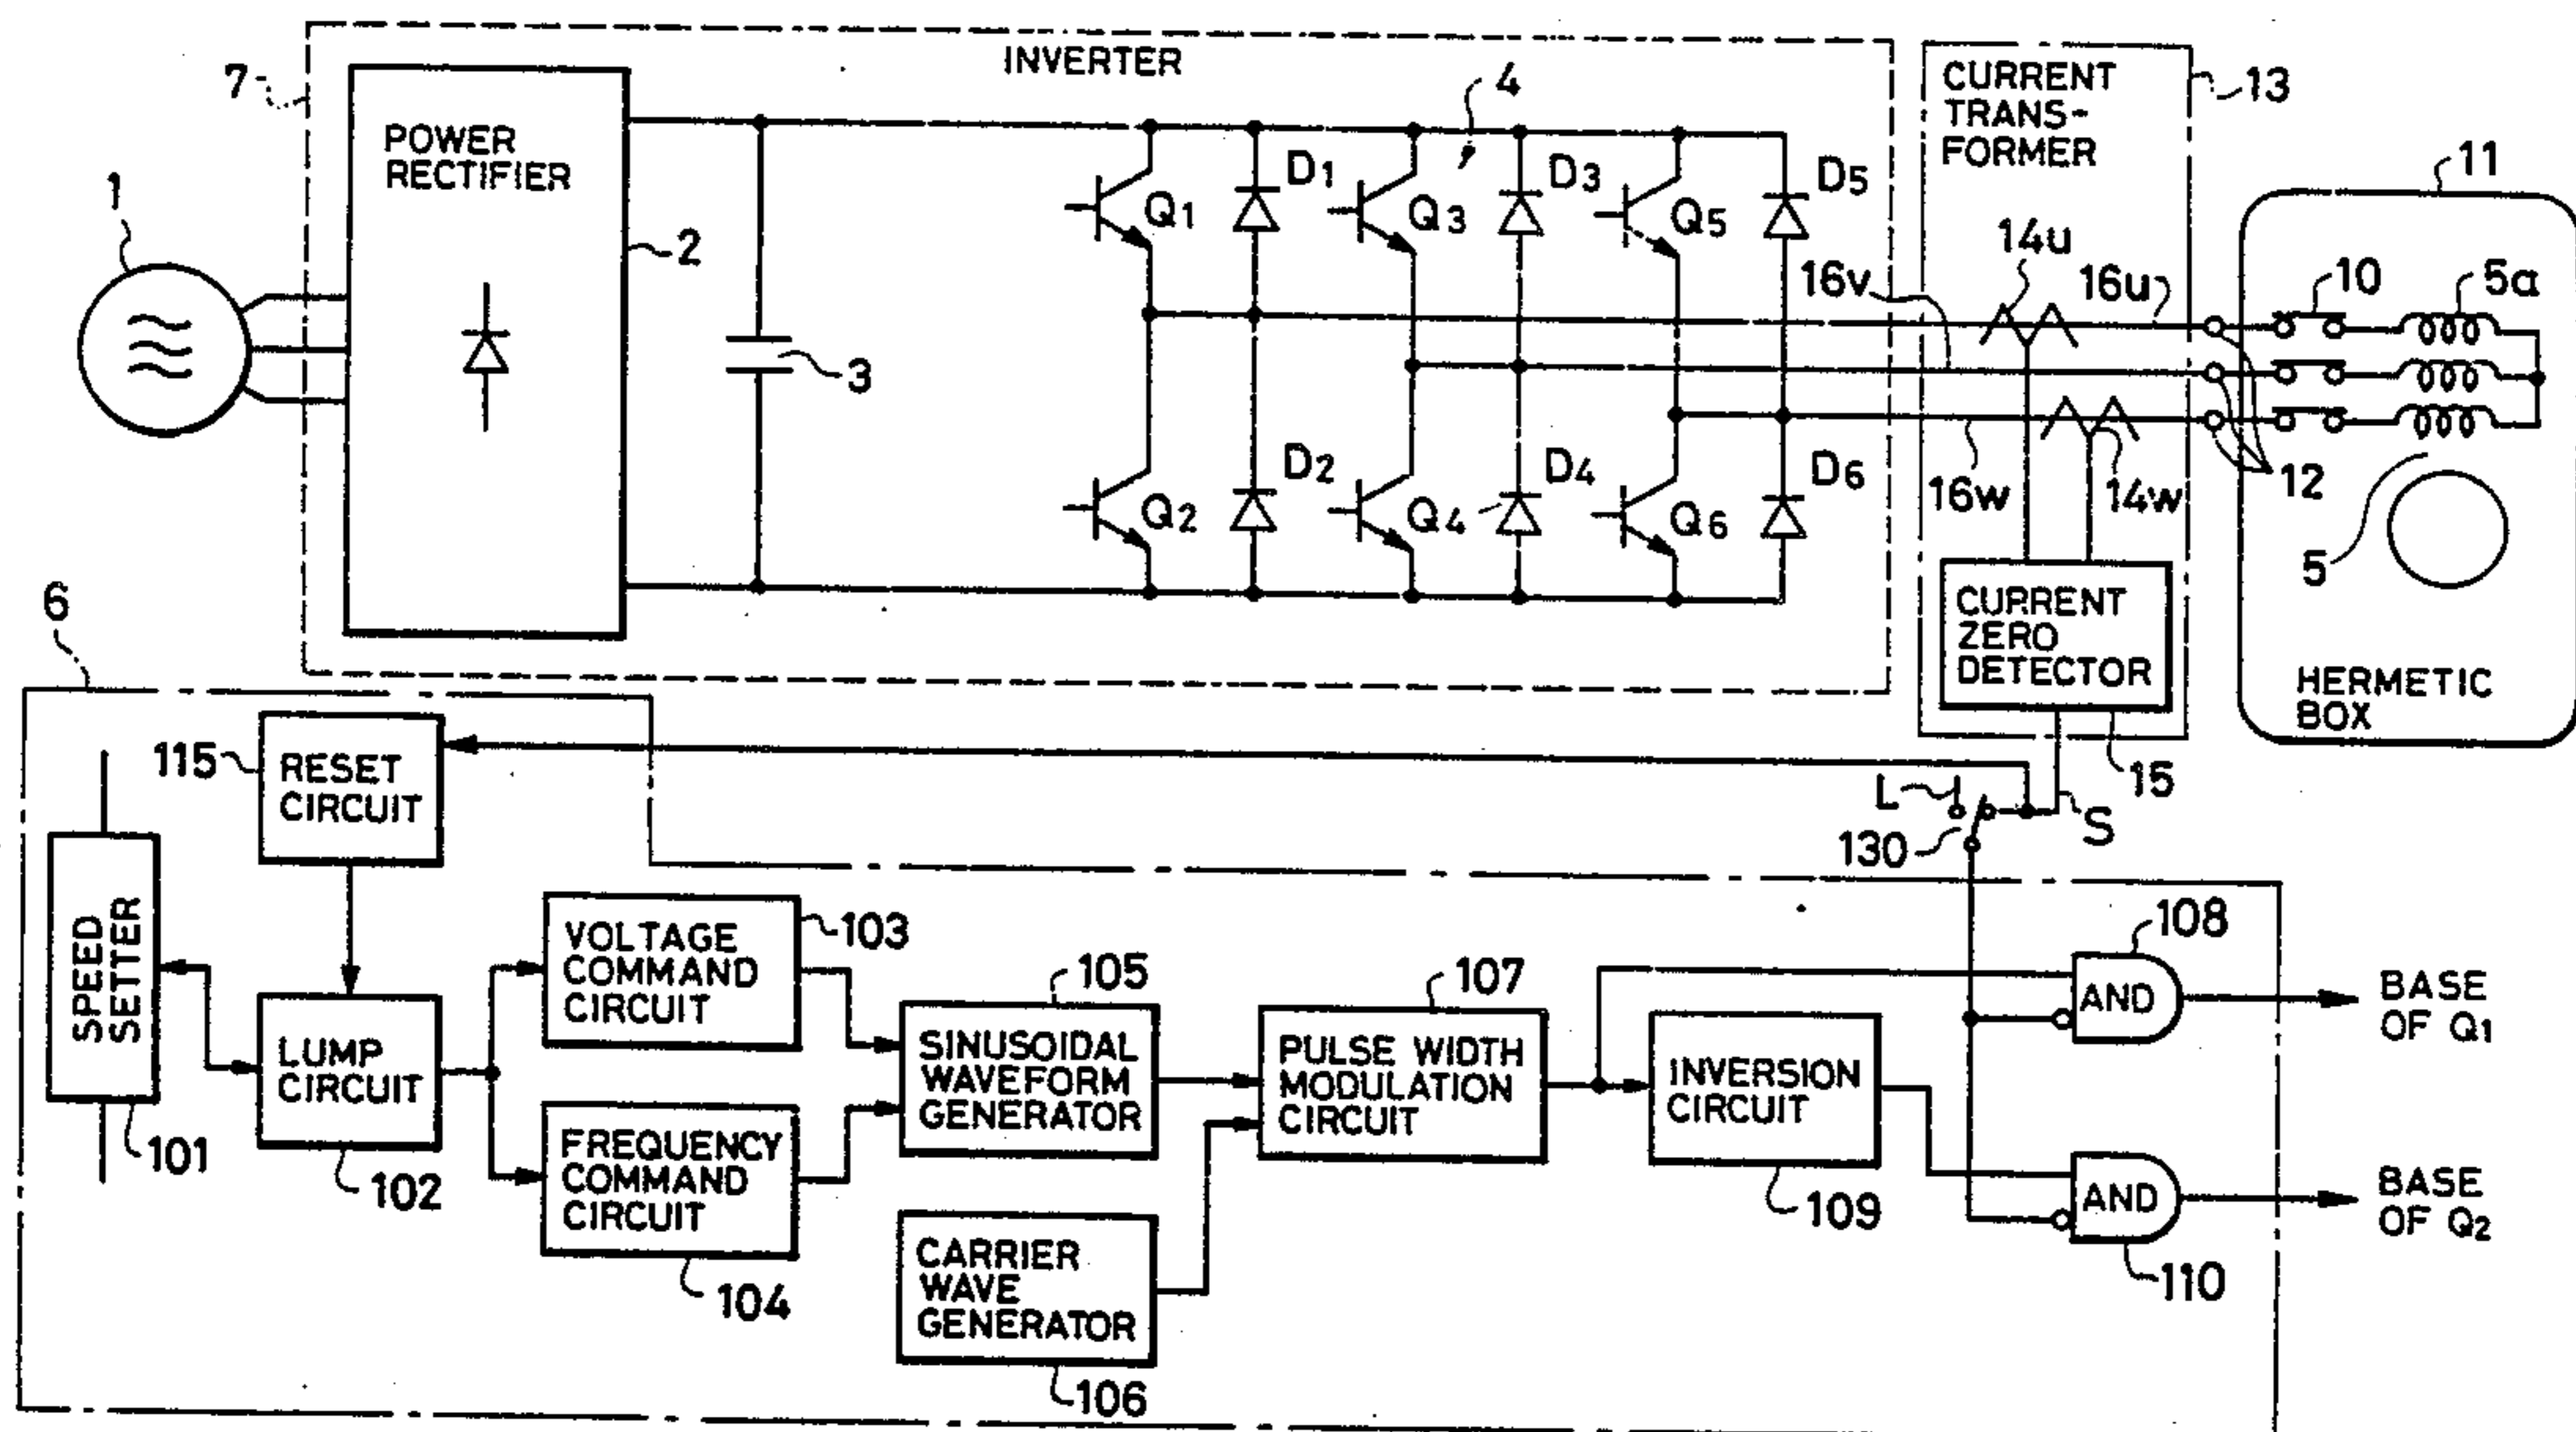 INVERTER
7
POWER
RECTIFIER
1
2
3
4
Q1
D1
Q3
D3
Q5
D5
Q2
D2
Q4
D4
Q6
D6
CURRENT
TRANS-
FORMER
13
14u
16v
16u
16w
14w
CURRENT
ZERO
DETECTOR
15
11
10
5a
12
5
HERMETIC
BOX
6
115
RESET
CIRCUIT
L
130
S
SPEED
SETTER
101
LUMP
CIRCUIT
102
VOLTAGE
COMMAND
CIRCUIT
103
FREQUENCY
COMMAND
CIRCUIT
104
105
SINUSOIDAL
WAVEFORM
GENERATOR
CARRIER
WAVE
GENERATOR
106
107
PULSE WIDTH
MODULATION
CIRCUIT
INVERSION
CIRCUIT
109
108
AND
BASE
OF Q1
AND
110
BASE
OF Q2